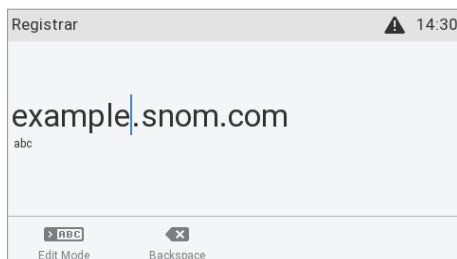 Registrar 14:30
example.snom.com
abc
ABC
Edit Mode Backspace